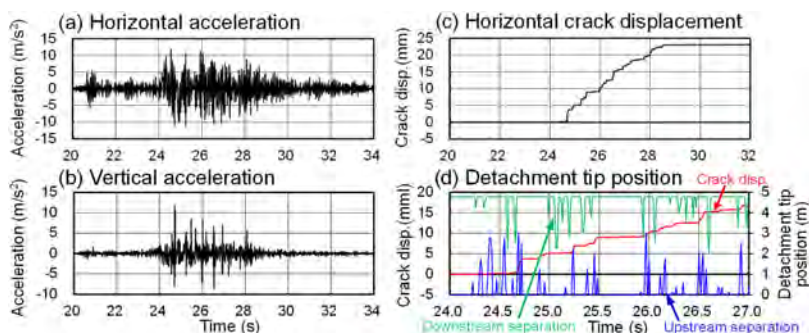 (a) Horizontal acceleration
Acceleration (m/s²)
15
10
5
0
-5
-10
-15
20 22 24 26 28 30 32 34
(b) Vertical acceleration
Acceleration (m/s²)
15
10
5
0
-5
-10
20 22 24 26 28 30 32 34
Time (s)
(c) Horizontal crack displacement
Crack disp. (mm)
25
20
15
10
5
0
-5
20 22 24 26 28 30 32
(d) Detachment tip position
Crack disp.
Crack disp. (mml)
20
15
10
5
0
-5
5
4
3
2
1
0
Detachment tip
position (m)
24.0 24.5 25.0 25.5 26.0 26.5 27.0
Downstream separation
Time (s)
Upstream separation